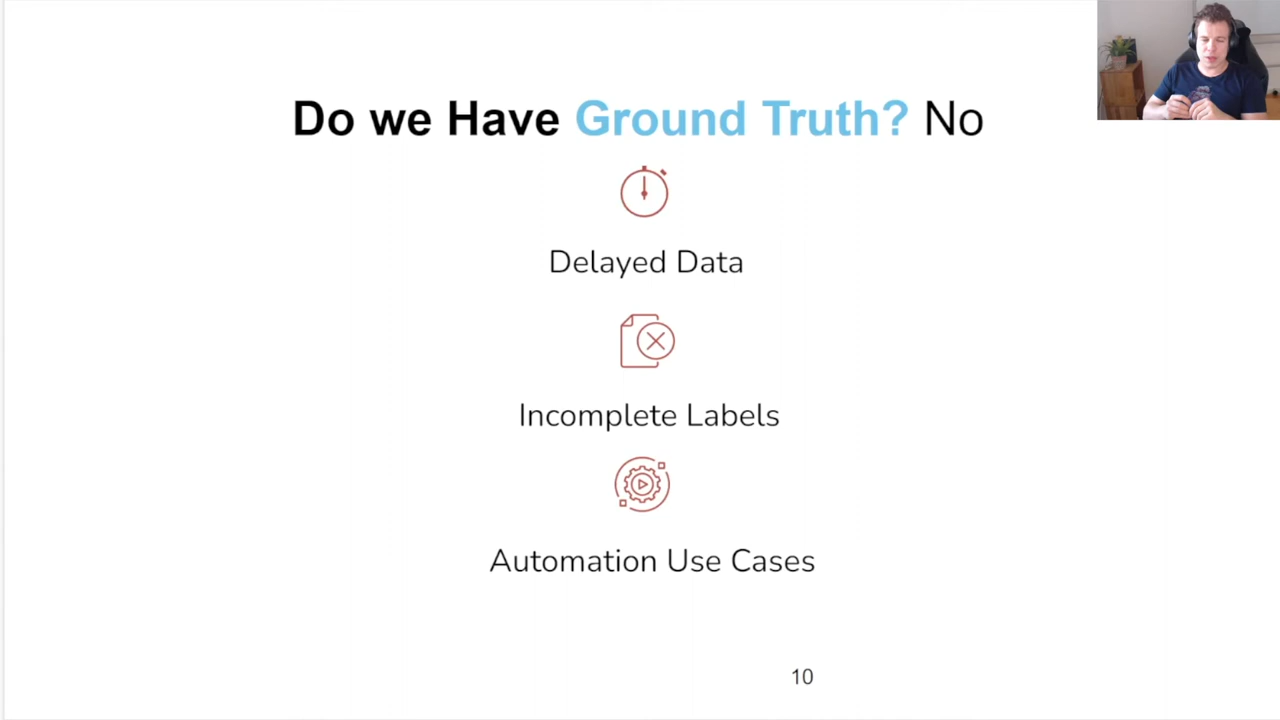 Do we Have Ground Truth? No
Delayed Data
Incomplete Labels
Automation Use Cases
10